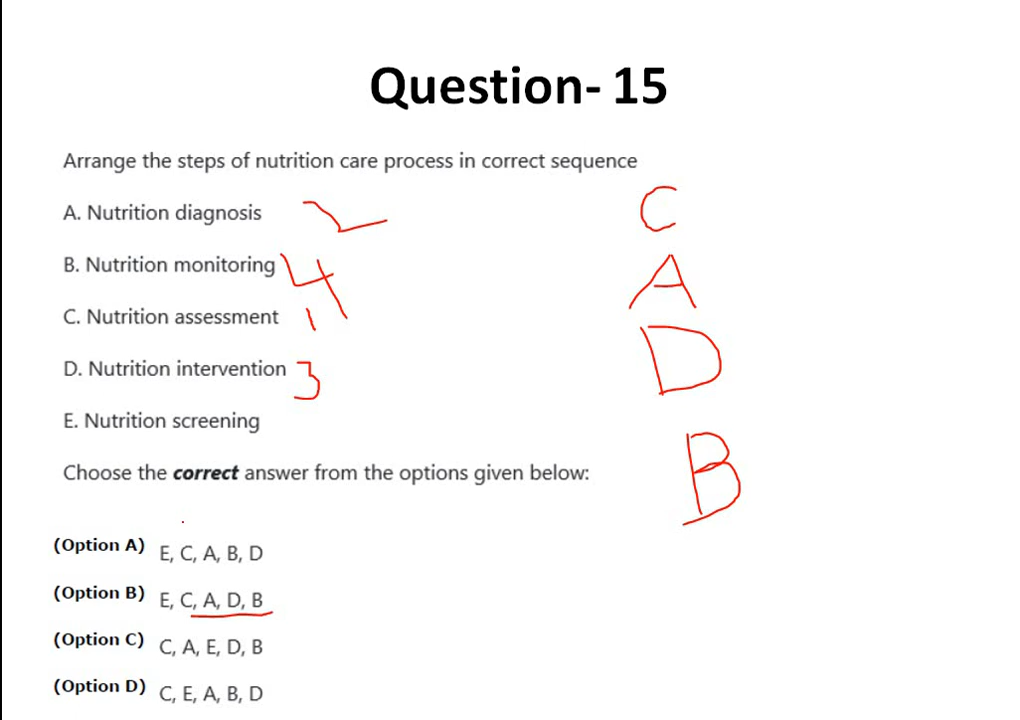 Question- 15
Arrange the steps of nutrition care process in correct sequence
A. Nutrition diagnosis 2 C
B. Nutrition monitoring 4 A
C. Nutrition assessment 1
D. Nutrition intervention 3 D
E. Nutrition screening
Choose the correct answer from the options given below: B
(Option A) E, C, A, B, D
(Option B) E, C, A, D, B
(Option C) C, A, E, D, B
(Option D) C, E, A, B, D